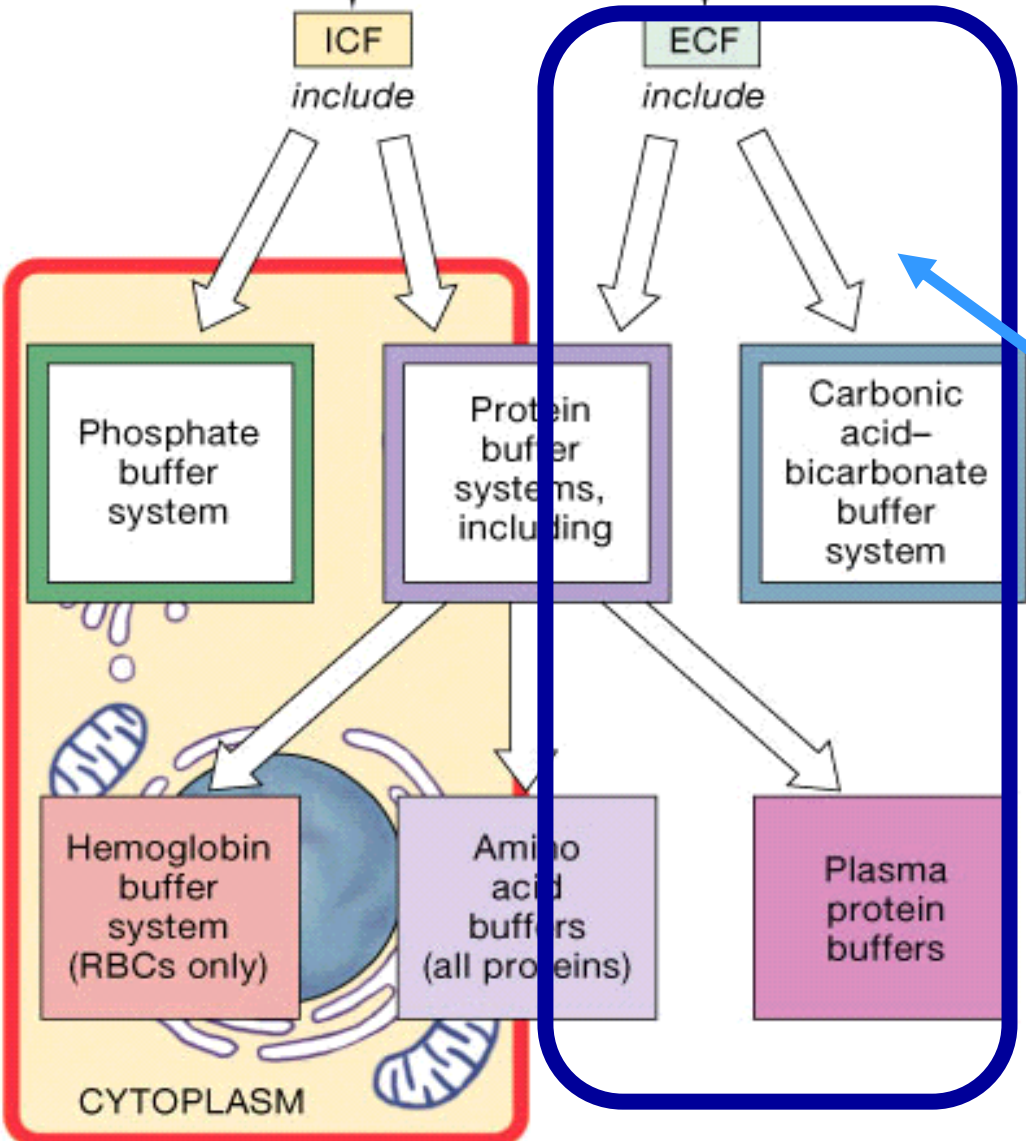 ICF
include
ECF
include
Phosphate
buffer
system
Protein
buffer
systems,
including
Carbonic
acid–
bicarbonate
buffer
system
Hemoglobin
buffer
system
(RBCs only)
Amino
acid
buffers
(all proteins)
Plasma
protein
buffers
CYTOPLASM